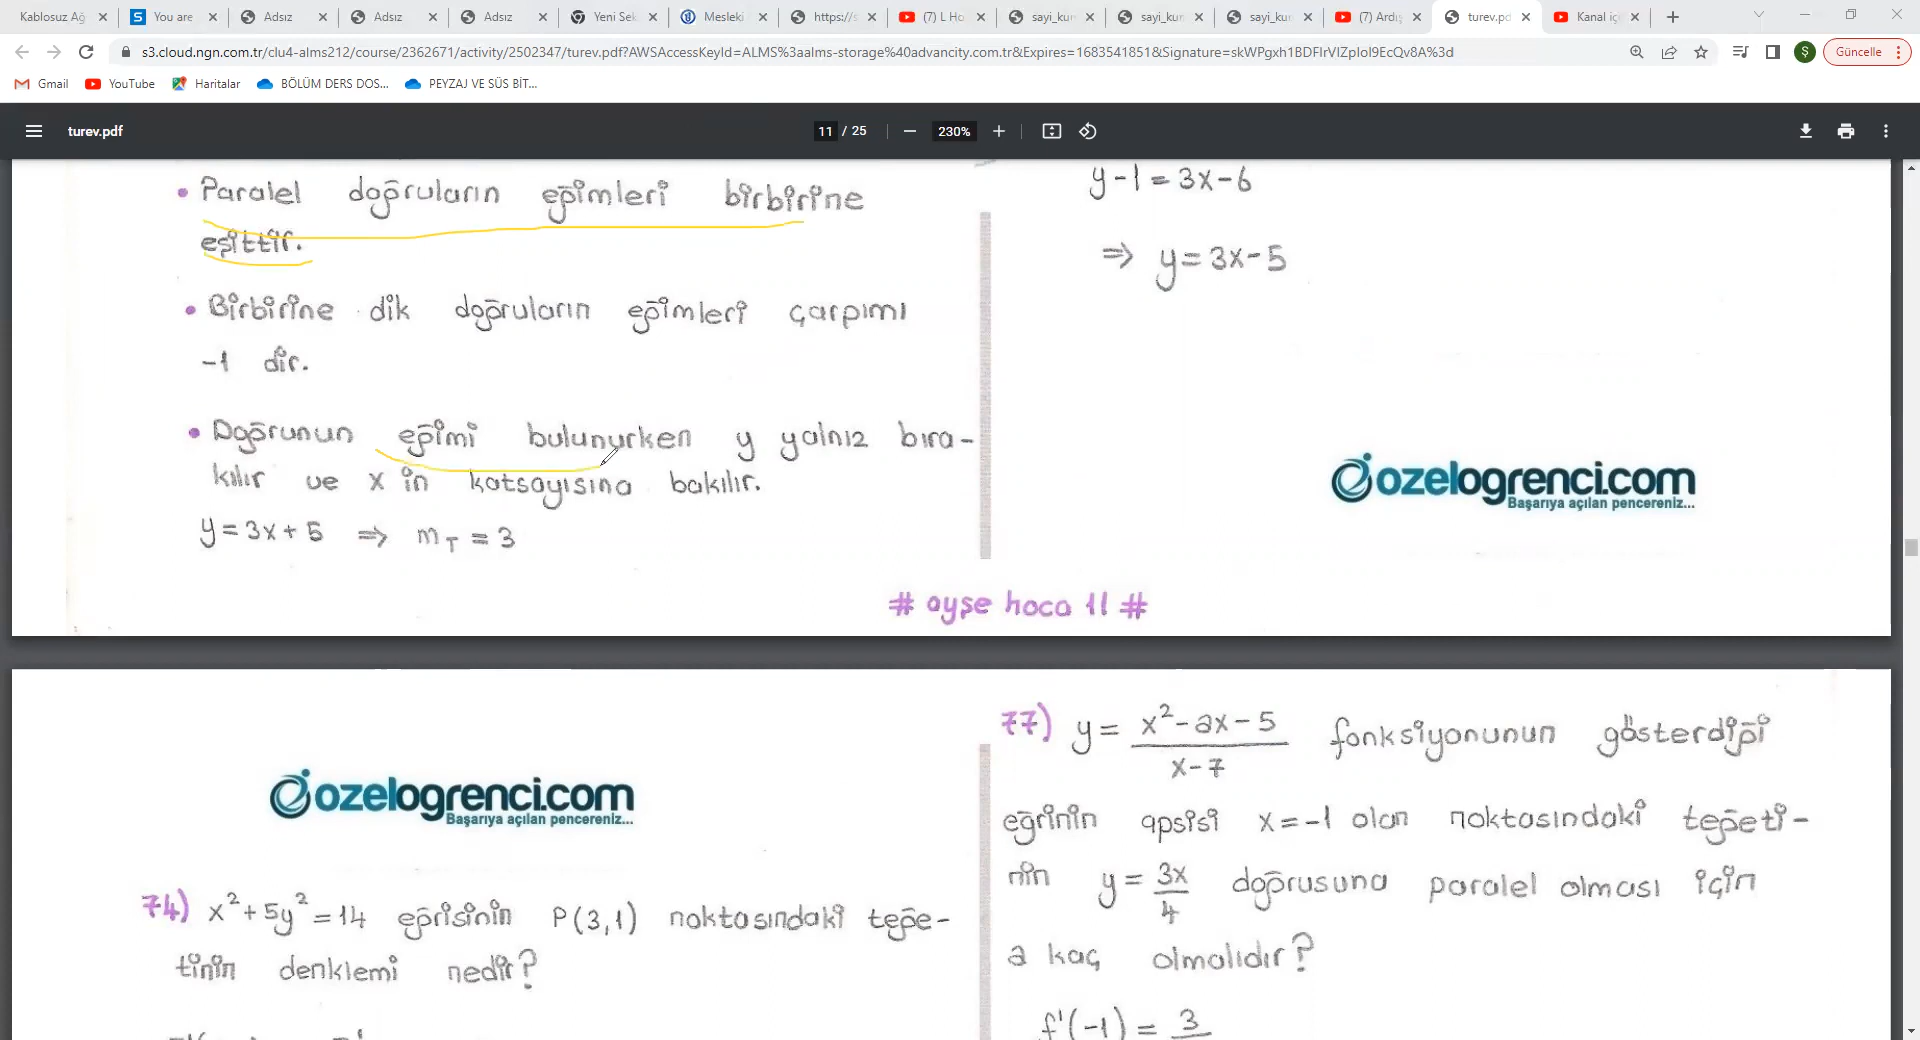 Kablosuz Ağ
You are
Adsız
Adsız
Adsız
Yeni Sek
Mesleki
https://s
(7) L Ho
sayi_kur
sayi_kur
sayi_kur
(7) Ardış
turev.pd
Kanal içe
s3.cloud.ngn.com.tr/clu4-alms212/course/2362671/activity/2502347/turev.pdf?AWSAccessKeyId=ALMS%3aalms-storage%40advancity.com.tr&Expires=1683541851&Signature=skWPgxh1BDFIrVlZpIol9EcQv8A%3d
Güncelle
Gmail
YouTube
Haritalar
BÖLÜM DERS DOS...
PEYZAJ VE SÜS BİT...
turev.pdf
11 / 25
230%
• Paralel doğruların eğimleri birbirine
eşittir.
• Birbirine dik doğruların eğimleri çarpımı
-1 dir.
• Doğrunun eğimi bulunurken y yalnız bıra-
kılır ve x in katsayısına bakılır.
y = 3x + 5 ⇒ m_T = 3
y - 1 = 3x - 6
⇒ y = 3x - 5
ozelogrenci.com
Başarıya açılan pencereniz...
# ayşe hoca 11 #
ozelogrenci.com
Başarıya açılan pencereniz...
74) x² + 5y² = 14 eğrisinin P(3,1) noktasındaki teğe-
tinin denklemi nedir?
77) y = (x² - ax - 5)/(x - 7) fonksiyonunun gösterdiği
eğrinin apsisi x = -1 olan noktasındaki teğeti-
nin y = 3x/4 doğrusuna paralel olması için
a kaç olmalıdır?
f'(-1) = 3